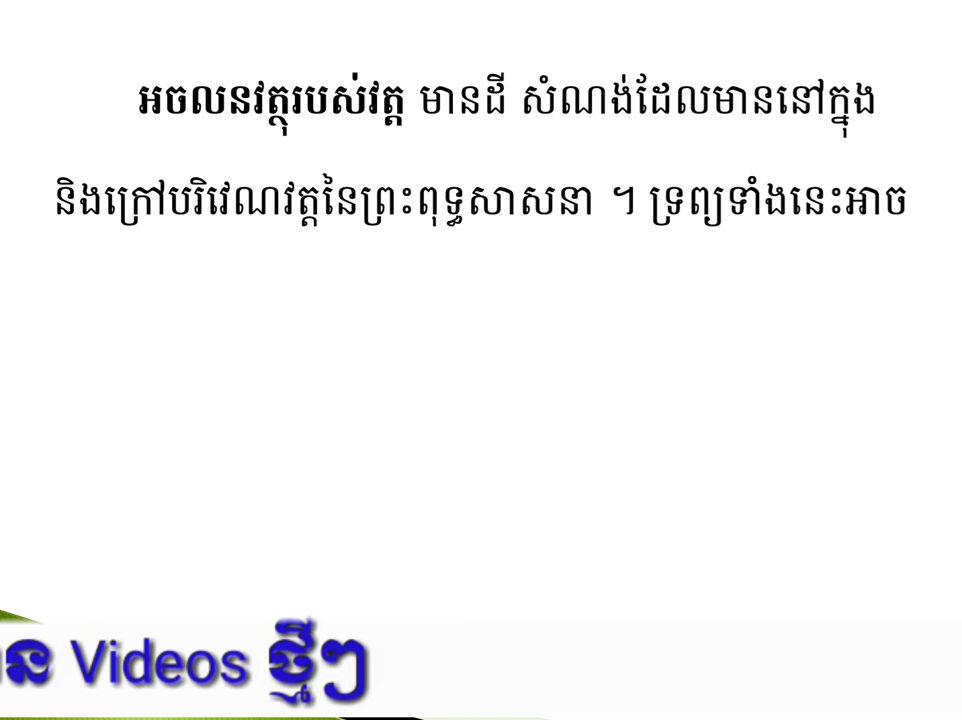 អចលនវត្ថុរបស់វត្ត មានដី សំណង់ដែលមាននៅក្នុង
និងក្រៅបរិវេណវត្តនៃព្រះពុទ្ធសាសនា ។ ទ្រព្យទាំងនេះអាច
Videos ថ្មីៗ